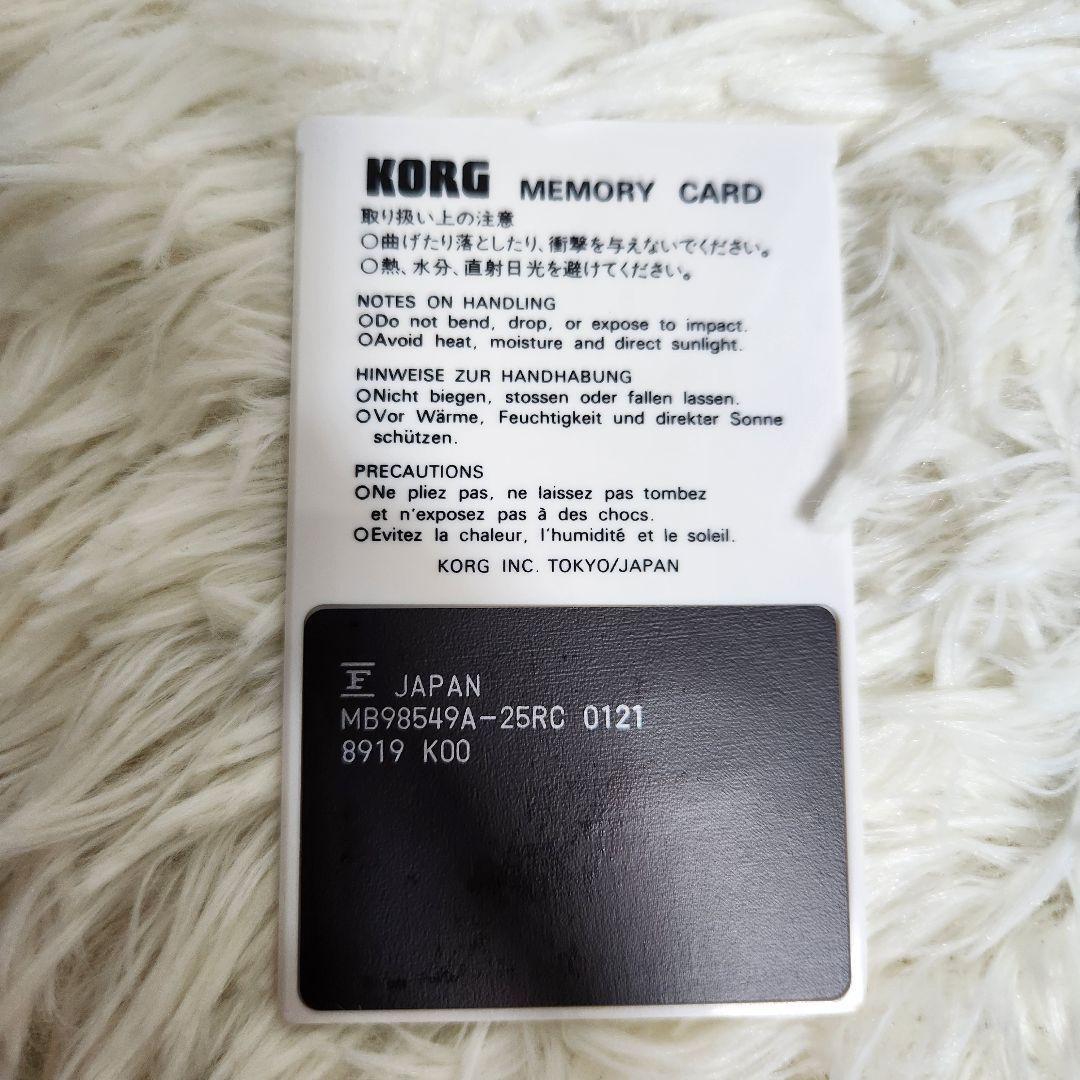 KORG MEMORY CARD
取り扱い上の注意
○曲げたり落としたり、衝撃を与えないでください。
○熱、水分、直射日光を避けてください。
NOTES ON HANDLING
○Do not bend, drop, or expose to impact.
○Avoid heat, moisture and direct sunlight.
HINWEISE ZUR HANDHABUNG
○Nicht biegen, stossen oder fallen lassen.
○Vor Wärme, Feuchtigkeit und direkter Sonne
schützen.
PRECAUTIONS
○Ne pliez pas, ne laissez pas tombez
et n'exposez pas à des chocs.
○Evitez la chaleur, l'humidité et le soleil.
KORG INC. TOKYO/JAPAN
F JAPAN
MB98549A-25RC 0121
8919 K00